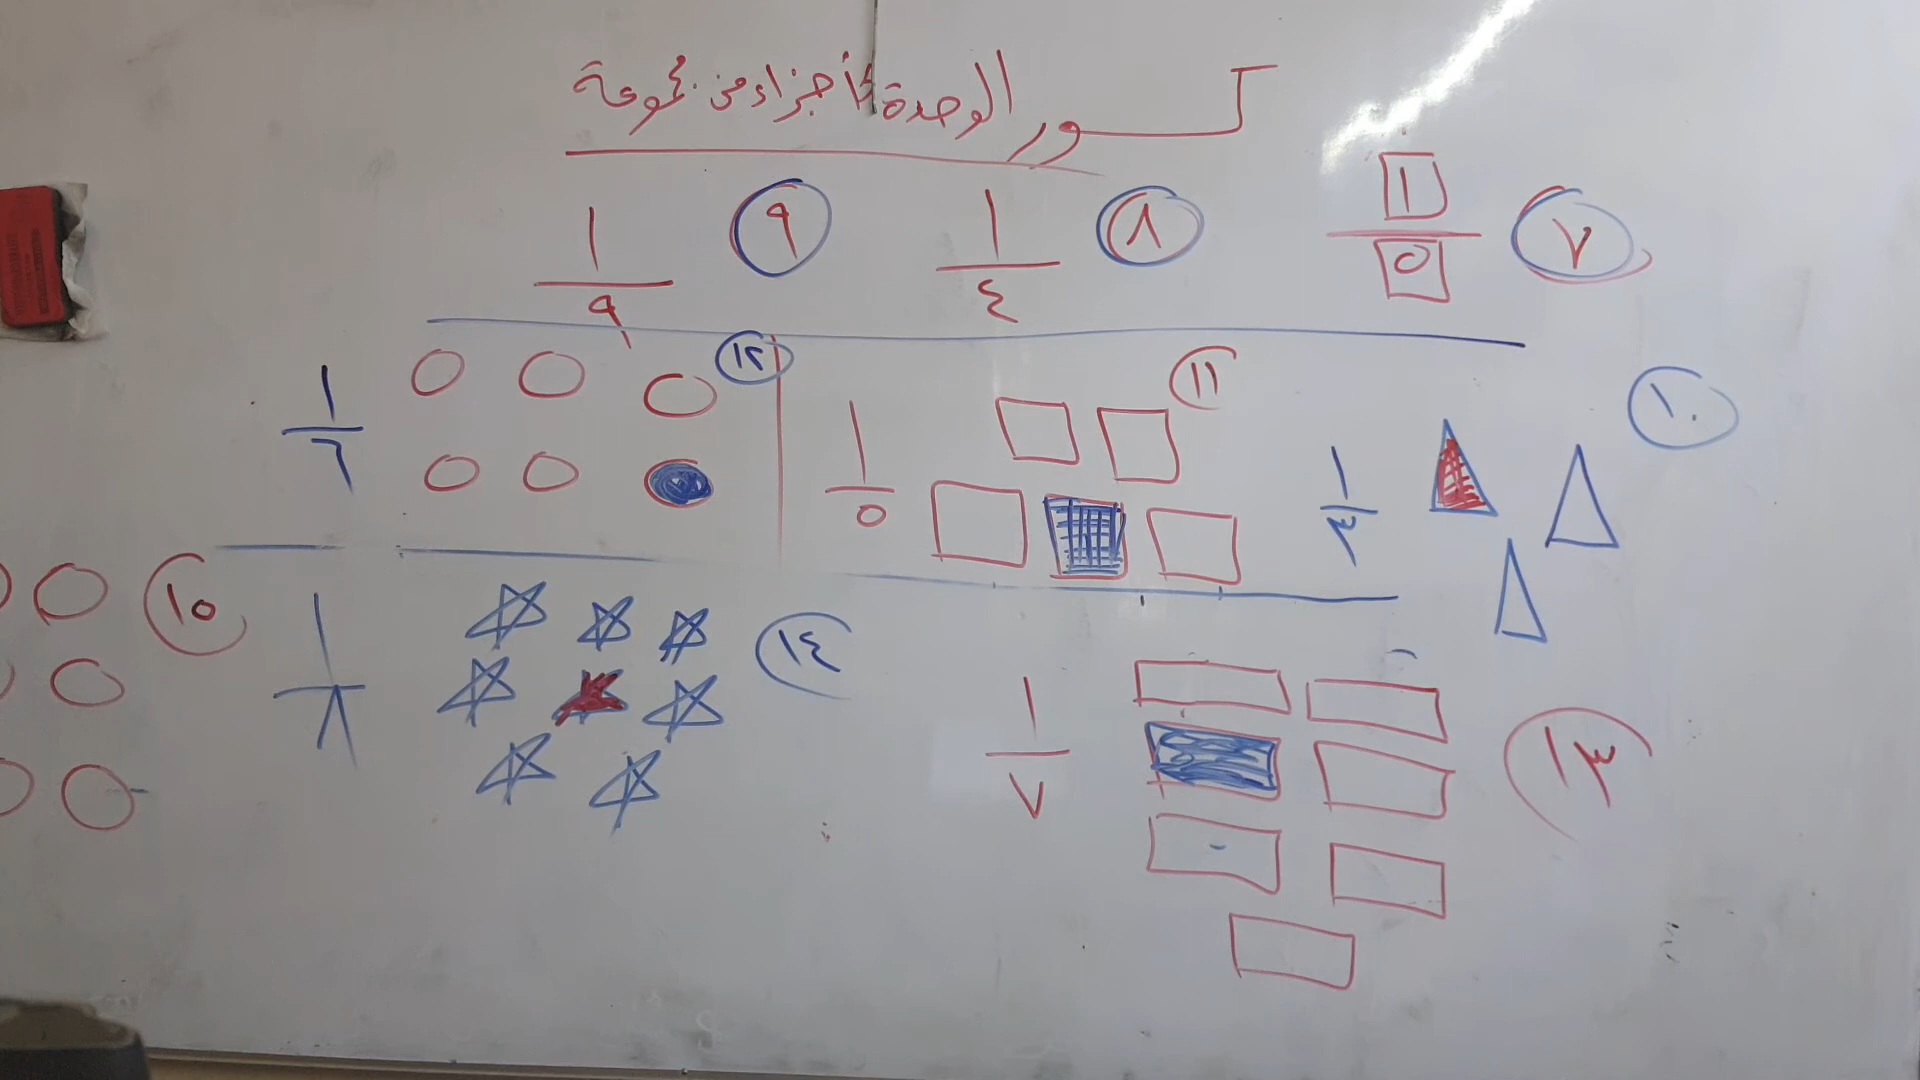 كسور الوحدة كأجزاء من مجموعة
٧ ١/٥ ٨ ١/٤ ٩ ١/٩
١٠ ١/٣ ١١ ١/٥ ١٢ ١/٦
١٣ ١/٧ ١٤ ١/٨ ١٥